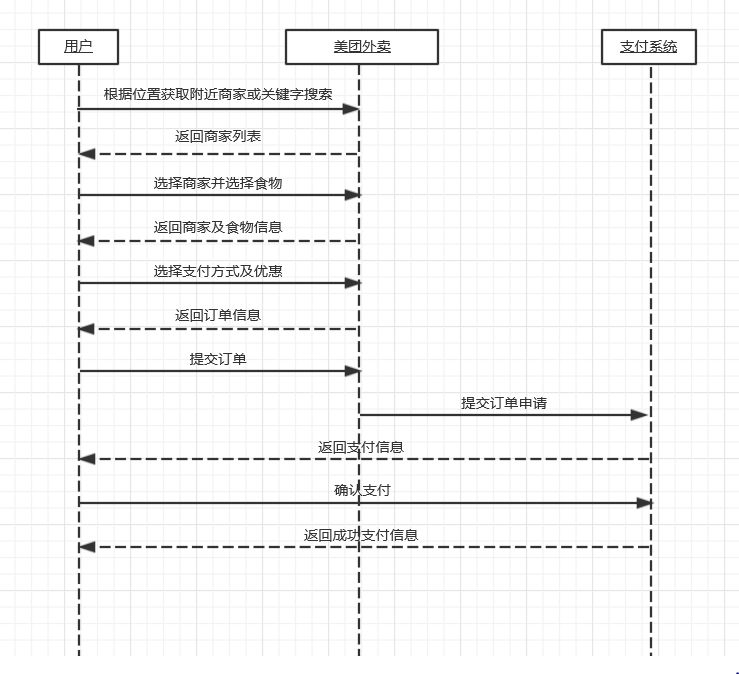 用户
美团外卖
支付系统
根据位置获取附近商家或关键字搜索
返回商家列表
选择商家并选择食物
返回商家及食物信息
选择支付方式及优惠
返回订单信息
提交订单
提交订单申请
返回支付信息
确认支付
返回成功支付信息